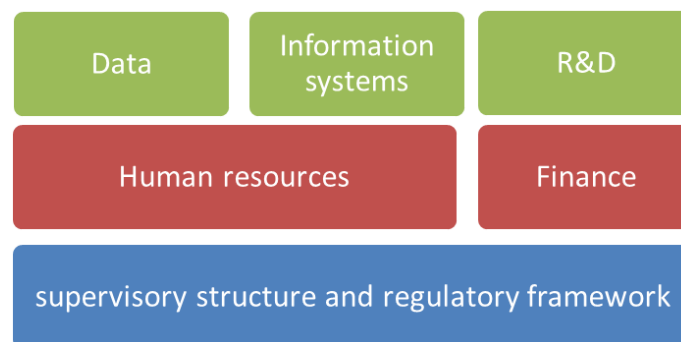 Data
Information
systems
R&D
Human resources
Finance
supervisory structure and regulatory framework